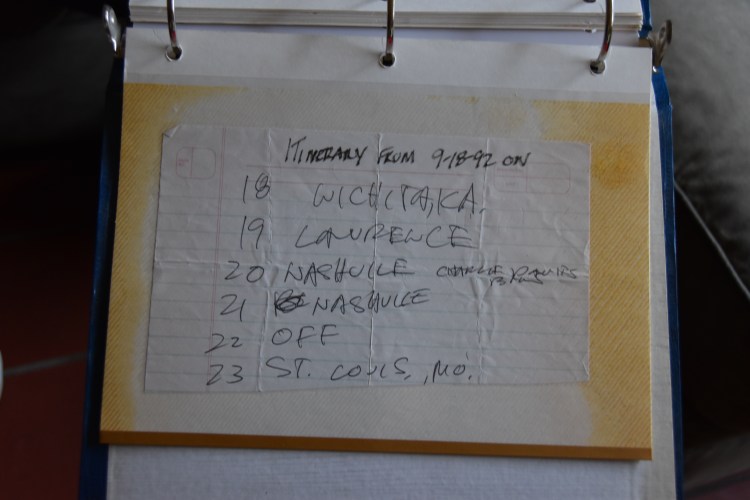 ITINERARY FROM 9-18-92 ON
18 WICHITA, KA.
19 LAWRENCE
20 NASHVILLE CHANGE
21 NASHVILLE
22 OFF
23 ST. LOUIS, MO.